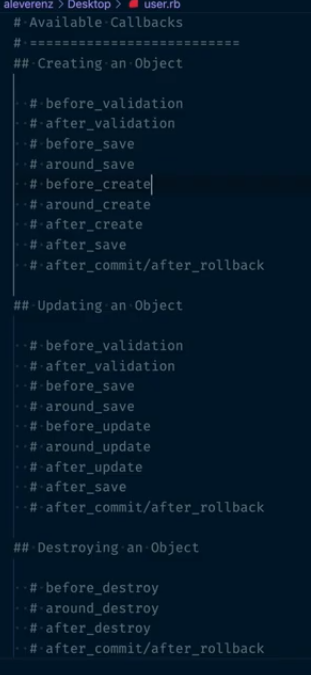 aleverenz > Desktop > user.rb
# Available Callbacks
# ==========================
## Creating an Object
# before_validation
# after_validation
# before_save
# around_save
# before_create
# around_create
# after_create
# after_save
# after_commit/after_rollback
## Updating an Object
# before_validation
# after_validation
# before_save
# around_save
# before_update
# around_update
# after_update
# after_save
# after_commit/after_rollback
## Destroying an Object
# before_destroy
# around_destroy
# after_destroy
# after_commit/after_rollback